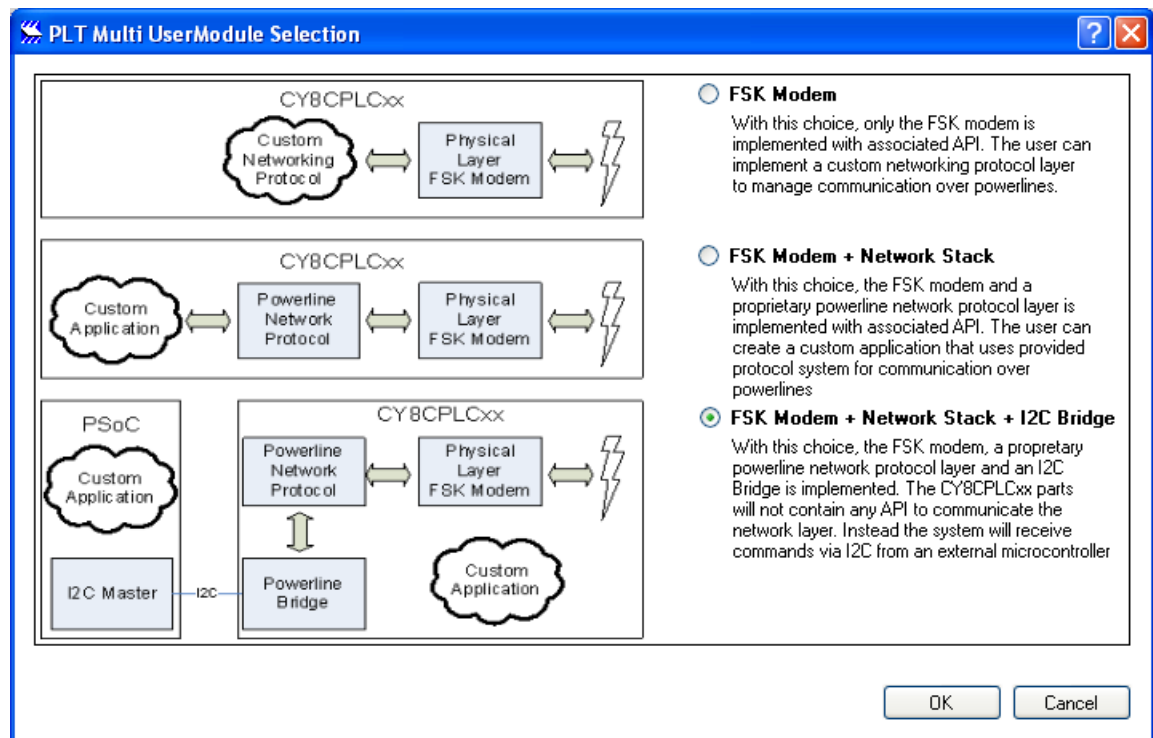 PLT Multi UserModule Selection
CY8CPLCxx
Custom
Networking
Protocol
Physical
Layer
FSK Modem
FSK Modem
With this choice, only the FSK modem is
implemented with associated API. The user can
implement a custom networking protocol layer
to manage communication over powerlines.
CY8CPLCxx
Custom
Application
Powerline
Network
Protocol
Physical
Layer
FSK Modem
FSK Modem + Network Stack
With this choice, the FSK modem and a
proprietary powerline network protocol layer is
implemented with associated API. The user can
create a custom application that uses provided
protocol system for communication over
powerlines
PSoC
Custom
Application
I2C Master
I2C
CY8CPLCxx
Powerline
Network
Protocol
Physical
Layer
FSK Modem
Powerline
Bridge
Custom
Application
FSK Modem + Network Stack + I2C Bridge
With this choice, the FSK modem, a propretary
powerline network protocol layer and an I2C
Bridge is implemented. The CY8CPLCxx parts
will not contain any API to communicate the
network layer. Instead the system will receive
commands via I2C from an external microcontroller
OK
Cancel